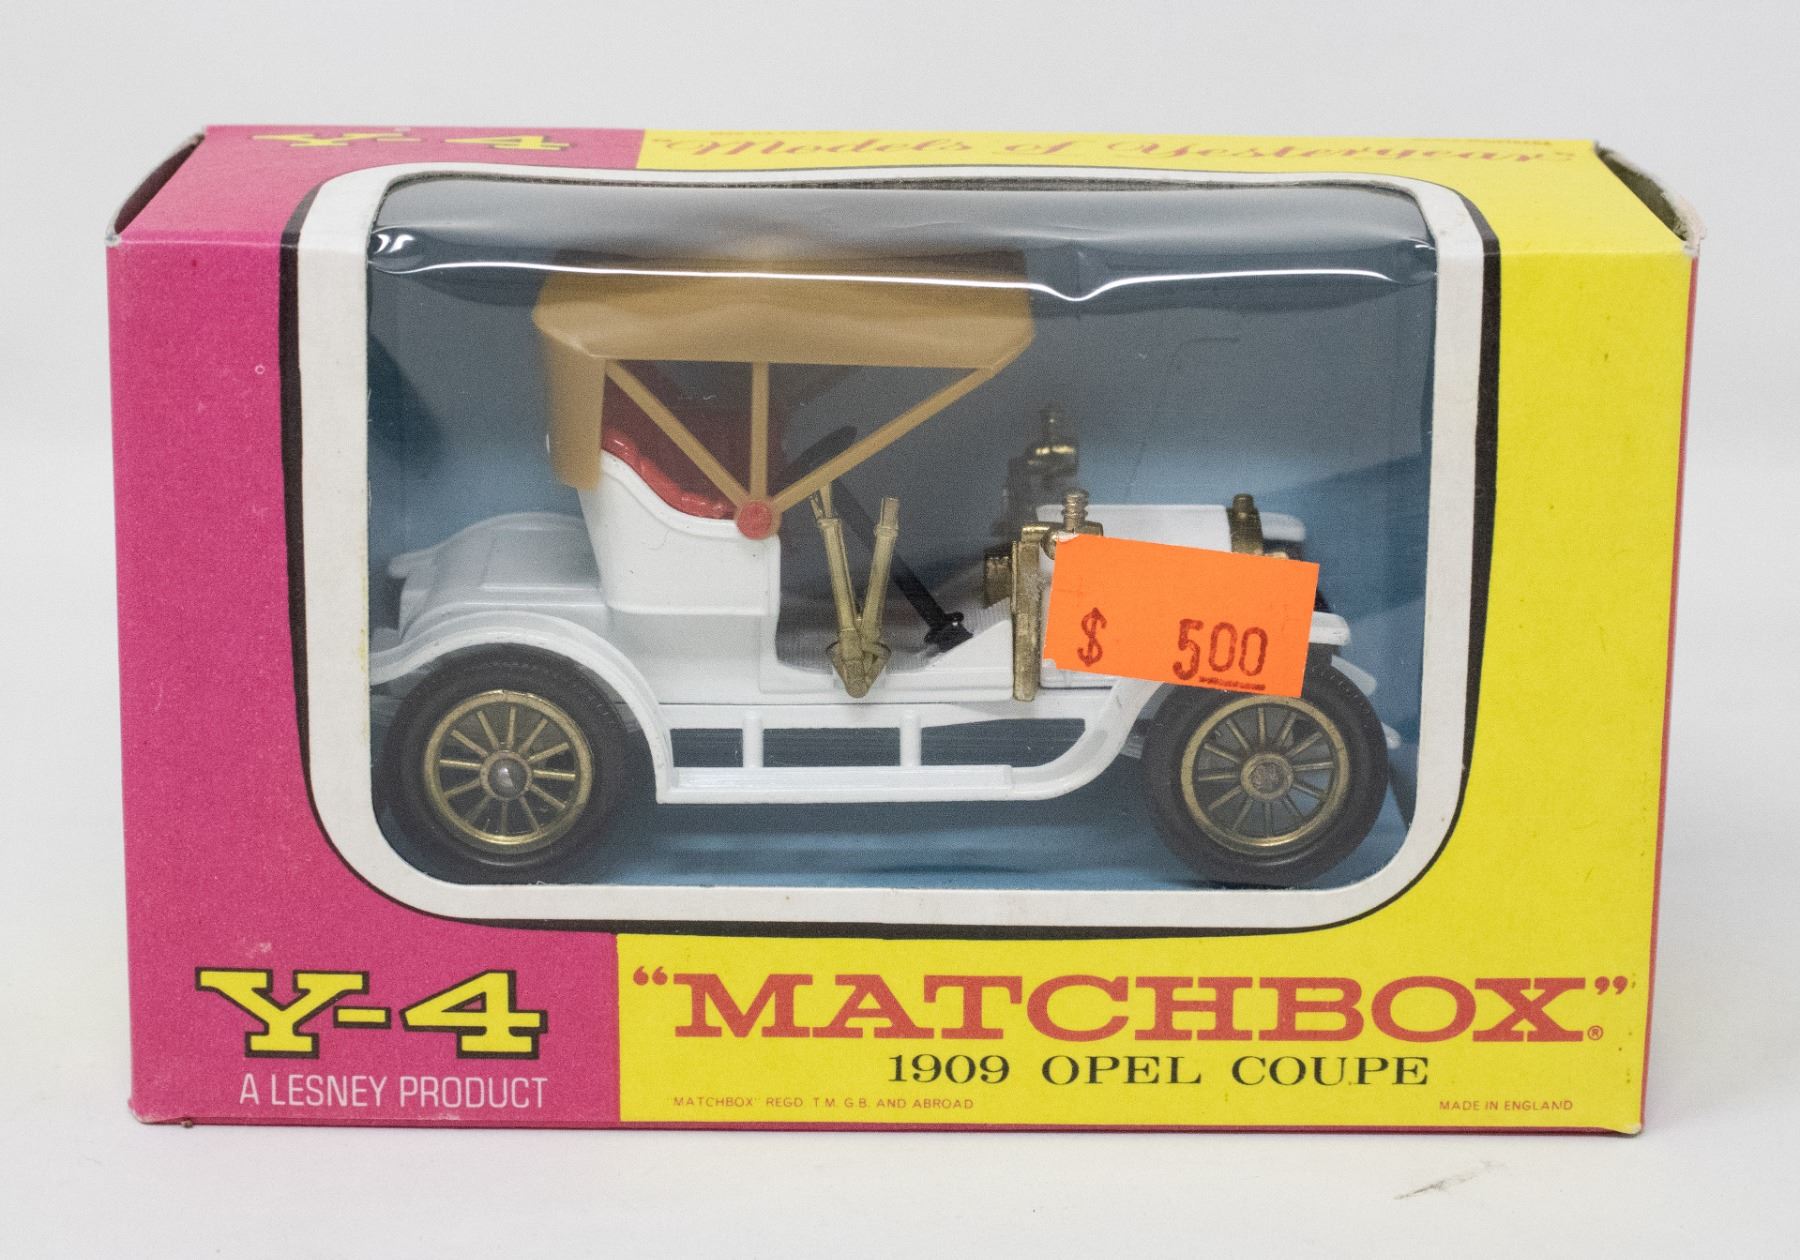 Y-4
"Models of Yesteryear"
$ 500
Y-4
A LESNEY PRODUCT
"MATCHBOX"®
1909 OPEL COUPE
MATCHBOX" REGD. T.M. G.B. AND ABROAD
MADE IN ENGLAND